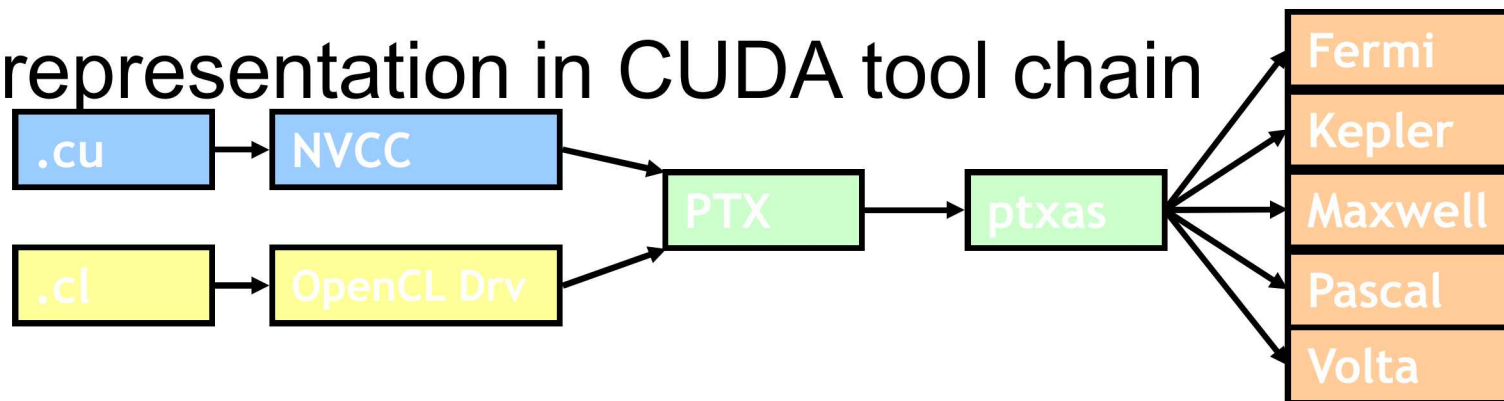 representation in CUDA tool chain
.cu
NVCC
.cl
OpenCL Drv
PTX
ptxas
Fermi
Kepler
Maxwell
Pascal
Volta